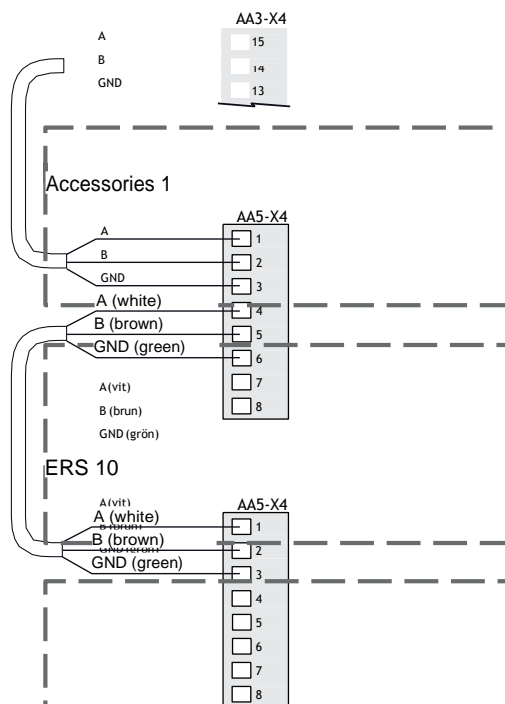 AA3-X4
A
15
B
14
GND
13
Accessories 1
AA5-X4
A
1
B
2
GND
3
A (white)
4
B (brown)
5
GND (green)
6
A(vit)
7
B (brun)
8
GND (grön)
ERS 10
A(vit)
AA5-X4
A (white)
1
B (brown)
2
GND (green)
3
4
5
6
7
8